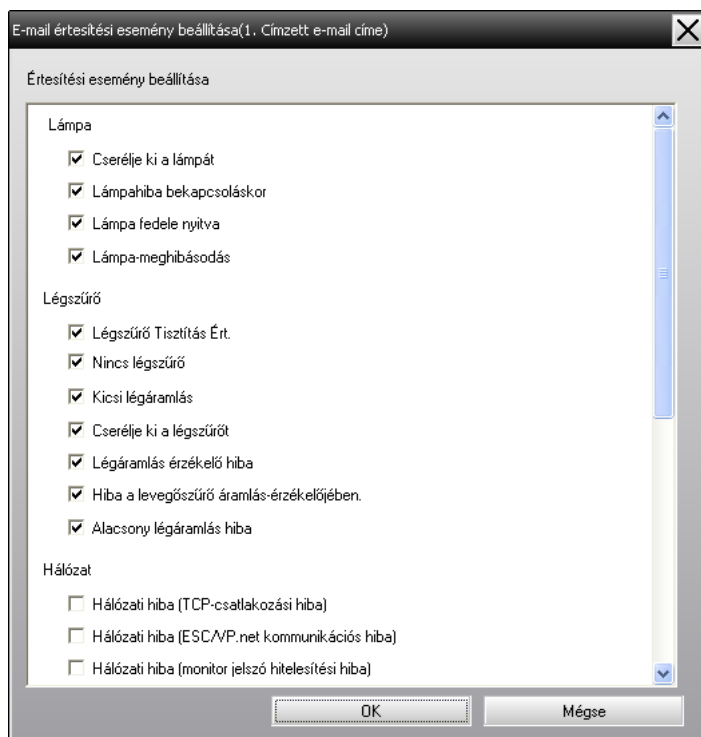 E-mail értesítési esemény beállítása(1. Címzett e-mail címe)
Értesítési esemény beállítása
Lámpa
Cserélje ki a lámpát
Lámpahiba bekapcsoláskor
Lámpa fedele nyitva
Lámpa-meghibásodás
Légszűrő
Légszűrő Tisztítás Ért.
Nincs légszűrő
Kicsi légáramlás
Cserélje ki a légszűrőt
Légáramlás érzékelő hiba
Hiba a levegőszűrő áramlás-érzékelőjében.
Alacsony légáramlás hiba
Hálózat
Hálózati hiba (TCP-csatlakozási hiba)
Hálózati hiba (ESC/VP.net kommunikációs hiba)
Hálózati hiba (monitor jelszó hitelesítési hiba)
OK
Mégse